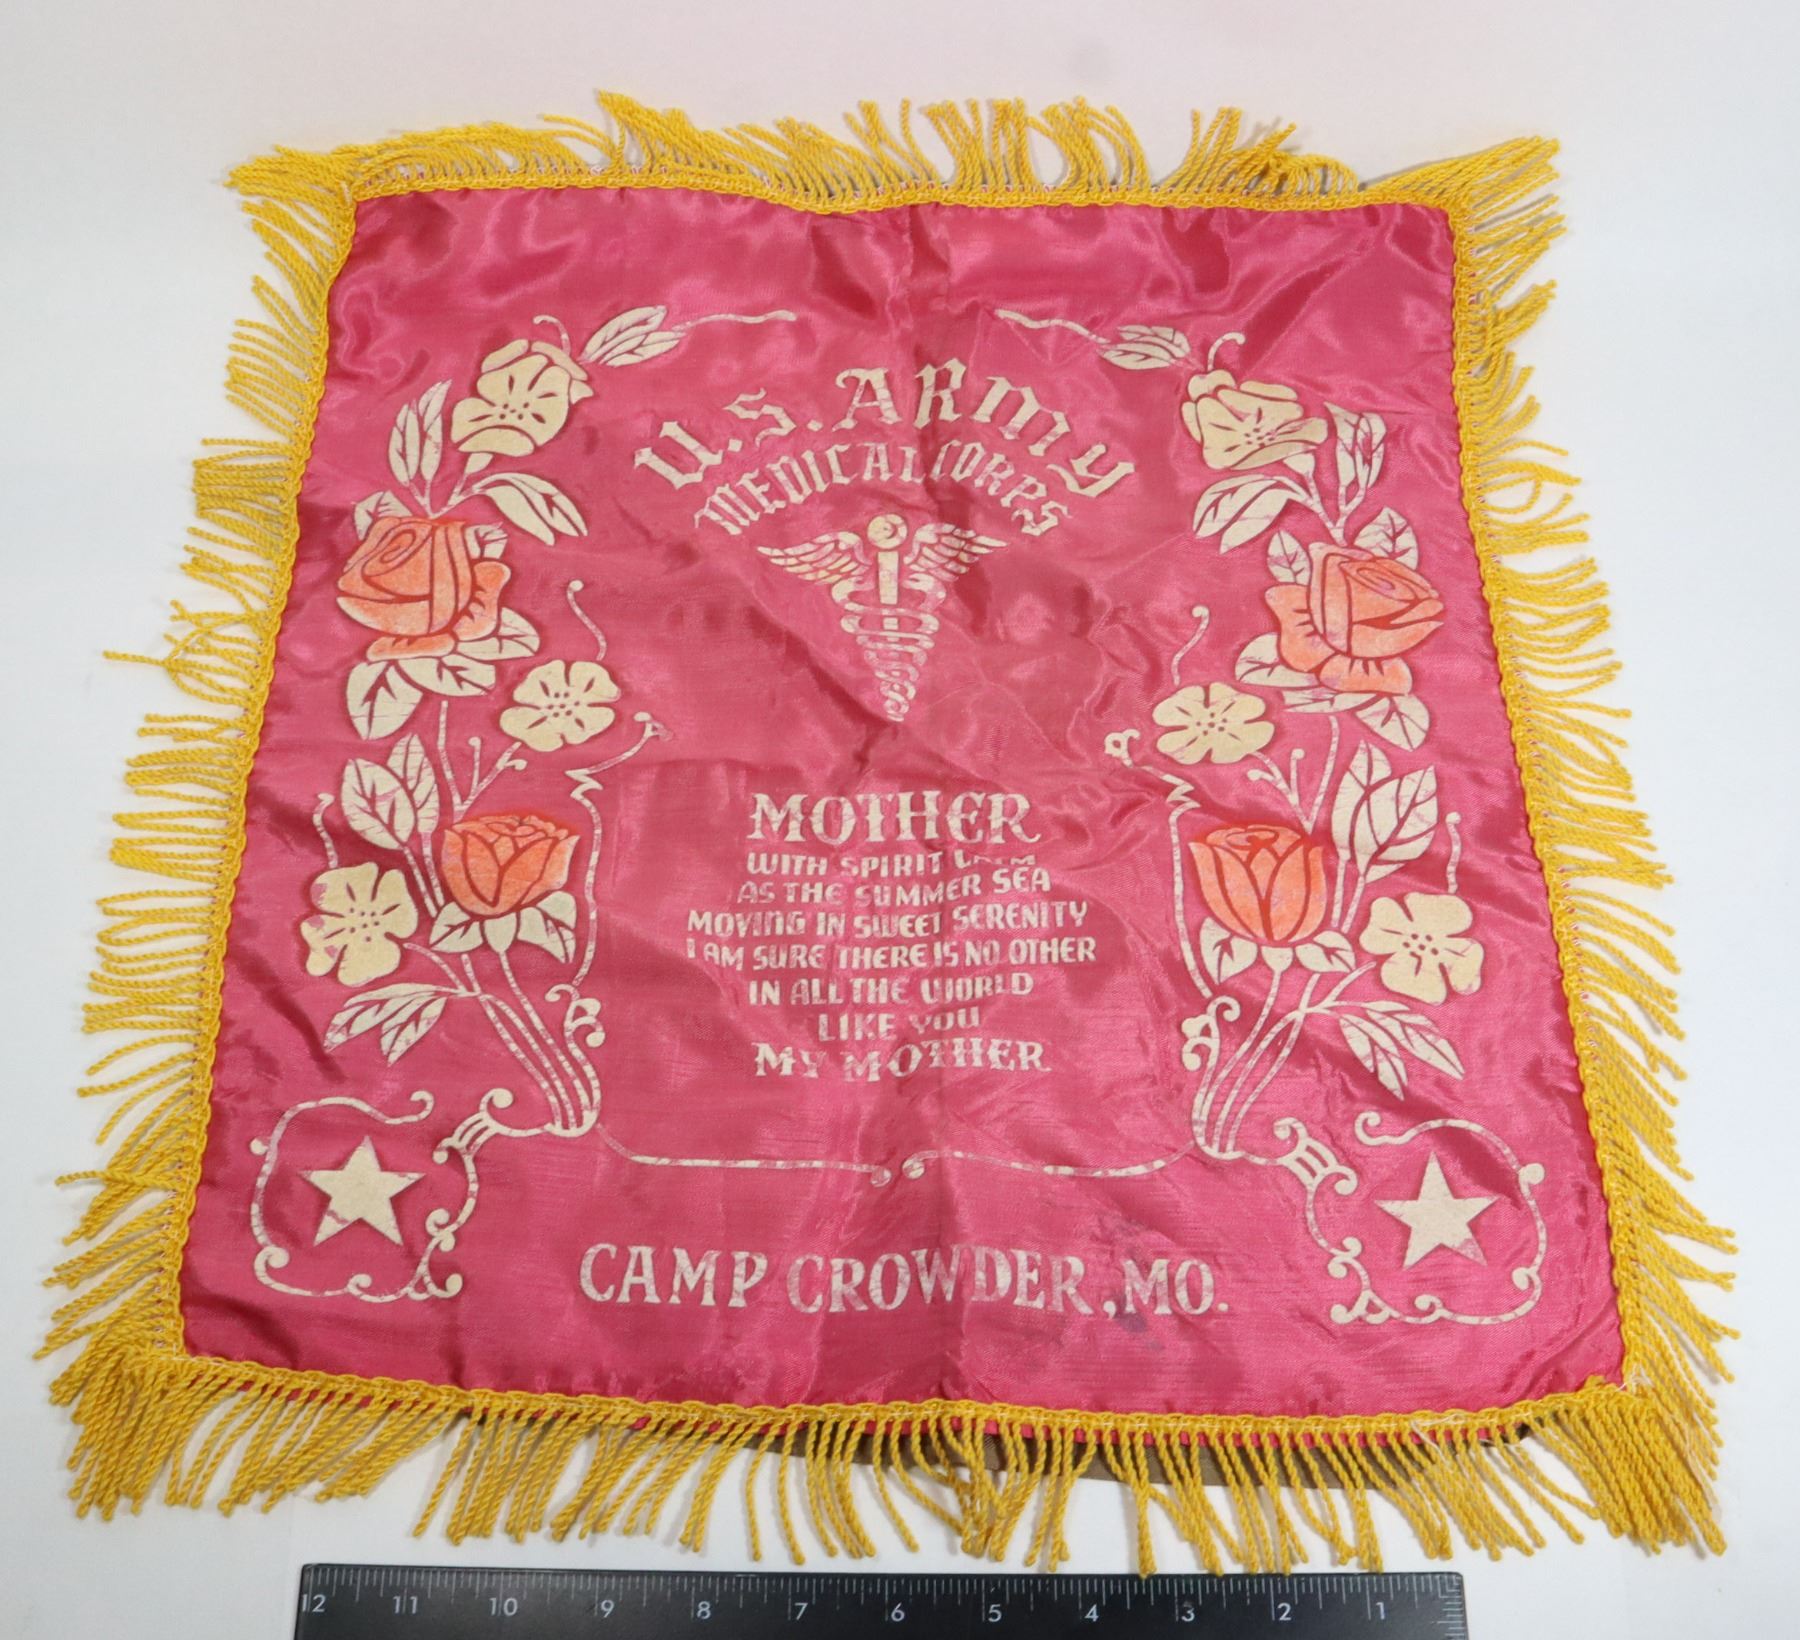 U.S. ARMY
MEDICAL CORPS
MOTHER
WITH SPIRIT CALM
AS THE SUMMER SEA
MOVING IN SWEET SERENITY
I AM SURE THERE IS NO OTHER
IN ALL THE WORLD
LIKE YOU
MY MOTHER
CAMP CROWDER, MO.
12 11 10 9 8 7 6 5 4 3 2 1